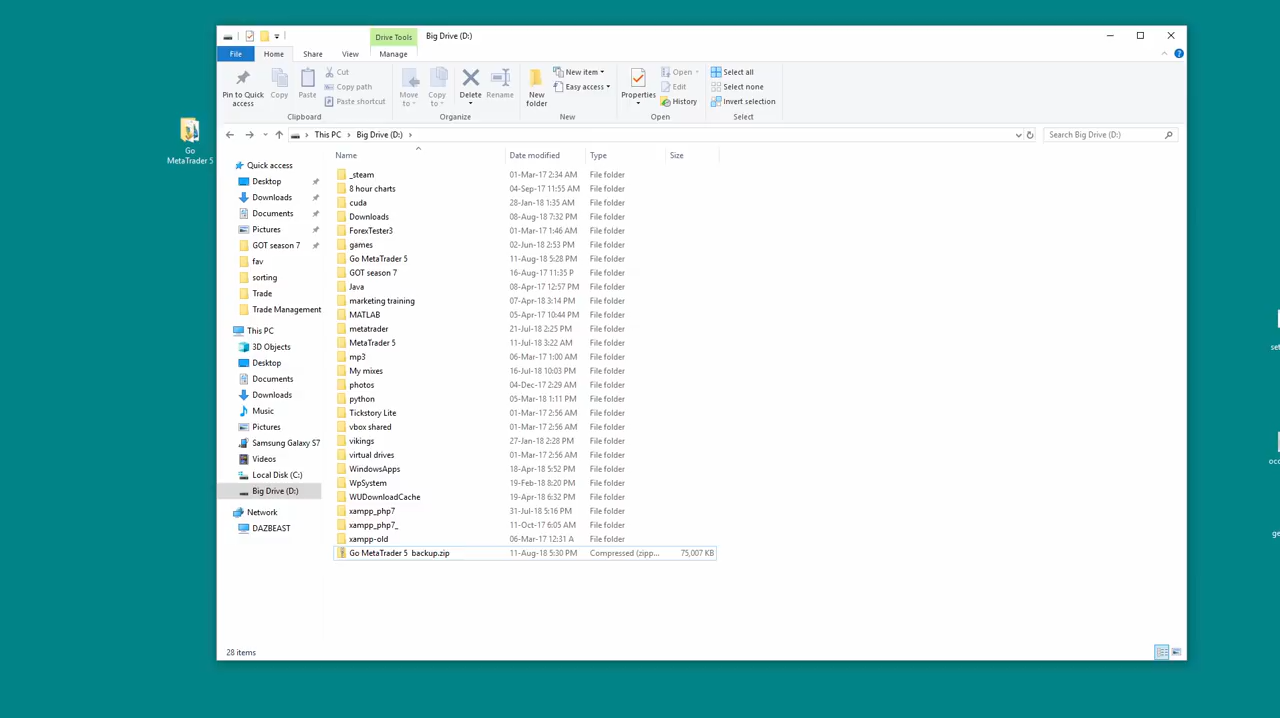 Drive Tools
Big Drive (D:)
File
Home
Share
View
Manage
Pin to Quick access
Copy
Paste
Cut
Copy path
Paste shortcut
Clipboard
Move to
Copy to
Delete
Rename
Organize
New folder
New item
Easy access
New
Properties
Open
Edit
History
Open
Select all
Select none
Invert selection
Select
This PC > Big Drive (D:) >
Search Big Drive (D:)
Go MetaTrader 5
Quick access
Desktop
Downloads
Documents
Pictures
GOT season 7
fav
sorting
Trade
Trade Management
This PC
3D Objects
Desktop
Documents
Downloads
Music
Pictures
Samsung Galaxy S7
Videos
Local Disk (C:)
Big Drive (D:)
Network
DAZBEAST
Name Date modified Type Size
_steam 01-Mar-17 2:34 AM File folder
8 hour charts 04-Sep-17 11:55 AM File folder
cuda 28-Jan-18 1:35 AM File folder
Downloads 08-Aug-18 7:32 PM File folder
ForexTester3 01-Mar-17 1:46 AM File folder
games 02-Jun-18 2:53 PM File folder
Go MetaTrader 5 11-Aug-18 5:28 PM File folder
GOT season 7 16-Aug-17 11:35 P File folder
Java 08-Apr-17 12:57 PM File folder
marketing training 07-Apr-18 3:14 PM File folder
MATLAB 05-Apr-17 10:44 PM File folder
metatrader 21-Jul-18 2:25 PM File folder
MetaTrader 5 11-Jul-18 3:22 AM File folder
mp3 06-Mar-17 1:00 AM File folder
My mixes 16-Jul-18 10:03 PM File folder
photos 04-Dec-17 2:29 AM File folder
python 05-Mar-18 1:11 PM File folder
Tickstory Lite 01-Mar-17 2:56 AM File folder
vbox shared 01-Mar-17 2:56 AM File folder
vikings 27-Jan-18 2:28 PM File folder
virtual drives 01-Mar-17 2:56 AM File folder
WindowsApps 18-Apr-18 5:52 PM File folder
WpSystem 19-Feb-18 8:20 PM File folder
WUDownloadCache 19-Apr-18 6:32 PM File folder
xampp_php7 31-Jul-18 5:16 PM File folder
xampp_php7_ 11-Oct-17 6:05 AM File folder
xampp-old 06-Mar-17 12:31 A File folder
Go MetaTrader 5 backup.zip 11-Aug-18 5:30 PM Compressed (zipp... 75,007 KB
28 items